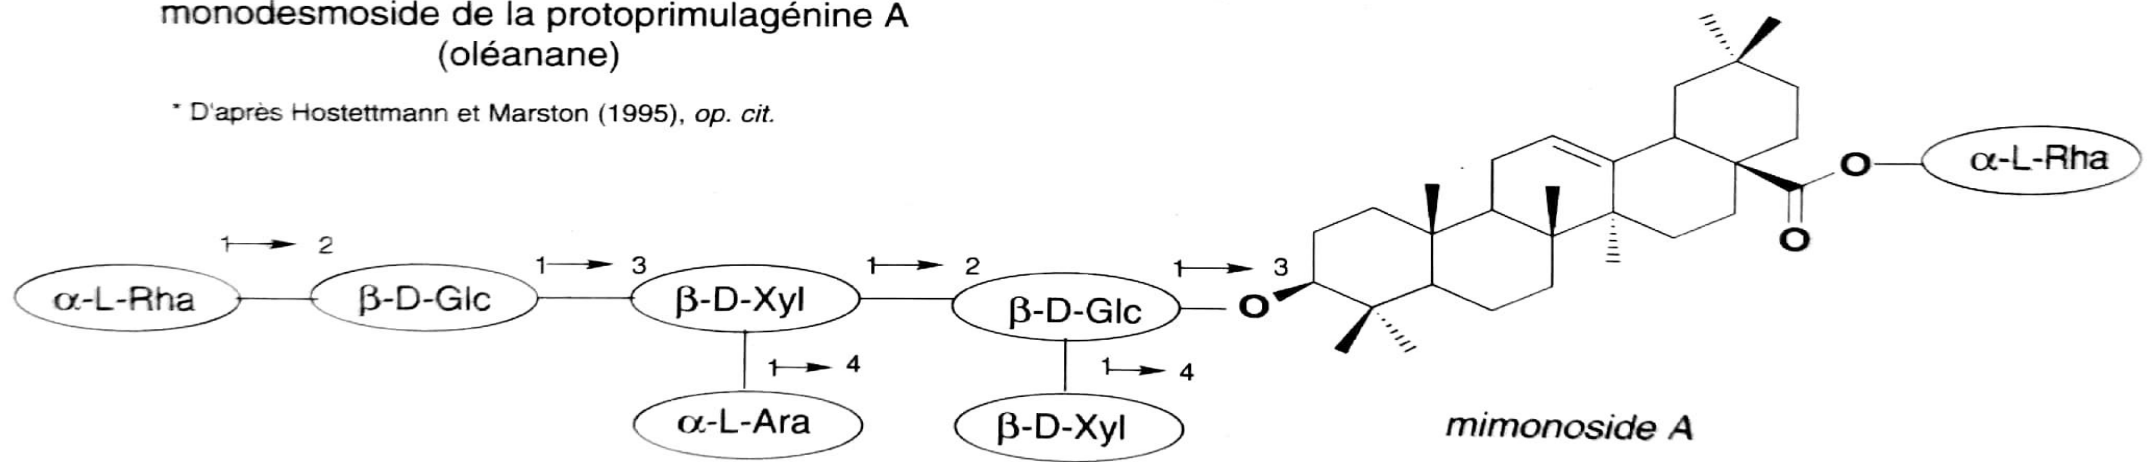 monodesmoside de la protoprimulagénine A
(oléanane)
* D'après Hostettmann et Marston (1995), op. cit.
α-L-Rha
1 → 2
β-D-Glc
1 → 3
β-D-Xyl
1 → 2
β-D-Glc
1 → 3
O
O
O
α-L-Rha
1 → 4
α-L-Ara
1 → 4
β-D-Xyl
mimonoside A